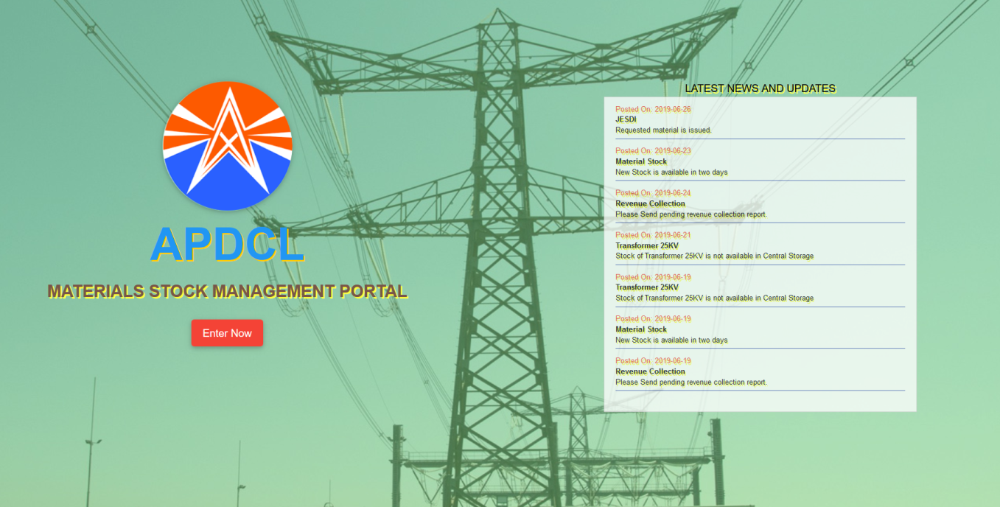 APDCL
MATERIALS STOCK MANAGEMENT PORTAL
Enter Now
LATEST NEWS AND UPDATES
Posted On: 2019-06-26
JESDI
Requested material is issued.
Posted On: 2019-06-23
Material Stock
New Stock is available in two days
Posted On: 2019-06-24
Revenue Collection
Please Send pending revenue collection report.
Posted On: 2019-06-21
Transformer 25KV
Stock of Transformer 25KV is not available in Central Storage
Posted On: 2019-06-19
Transformer 25KV
Stock of Transformer 25KV is not available in Central Storage
Posted On: 2019-06-19
Material Stock
New Stock is available in two days
Posted On: 2019-06-19
Revenue Collection
Please Send pending revenue collection report.